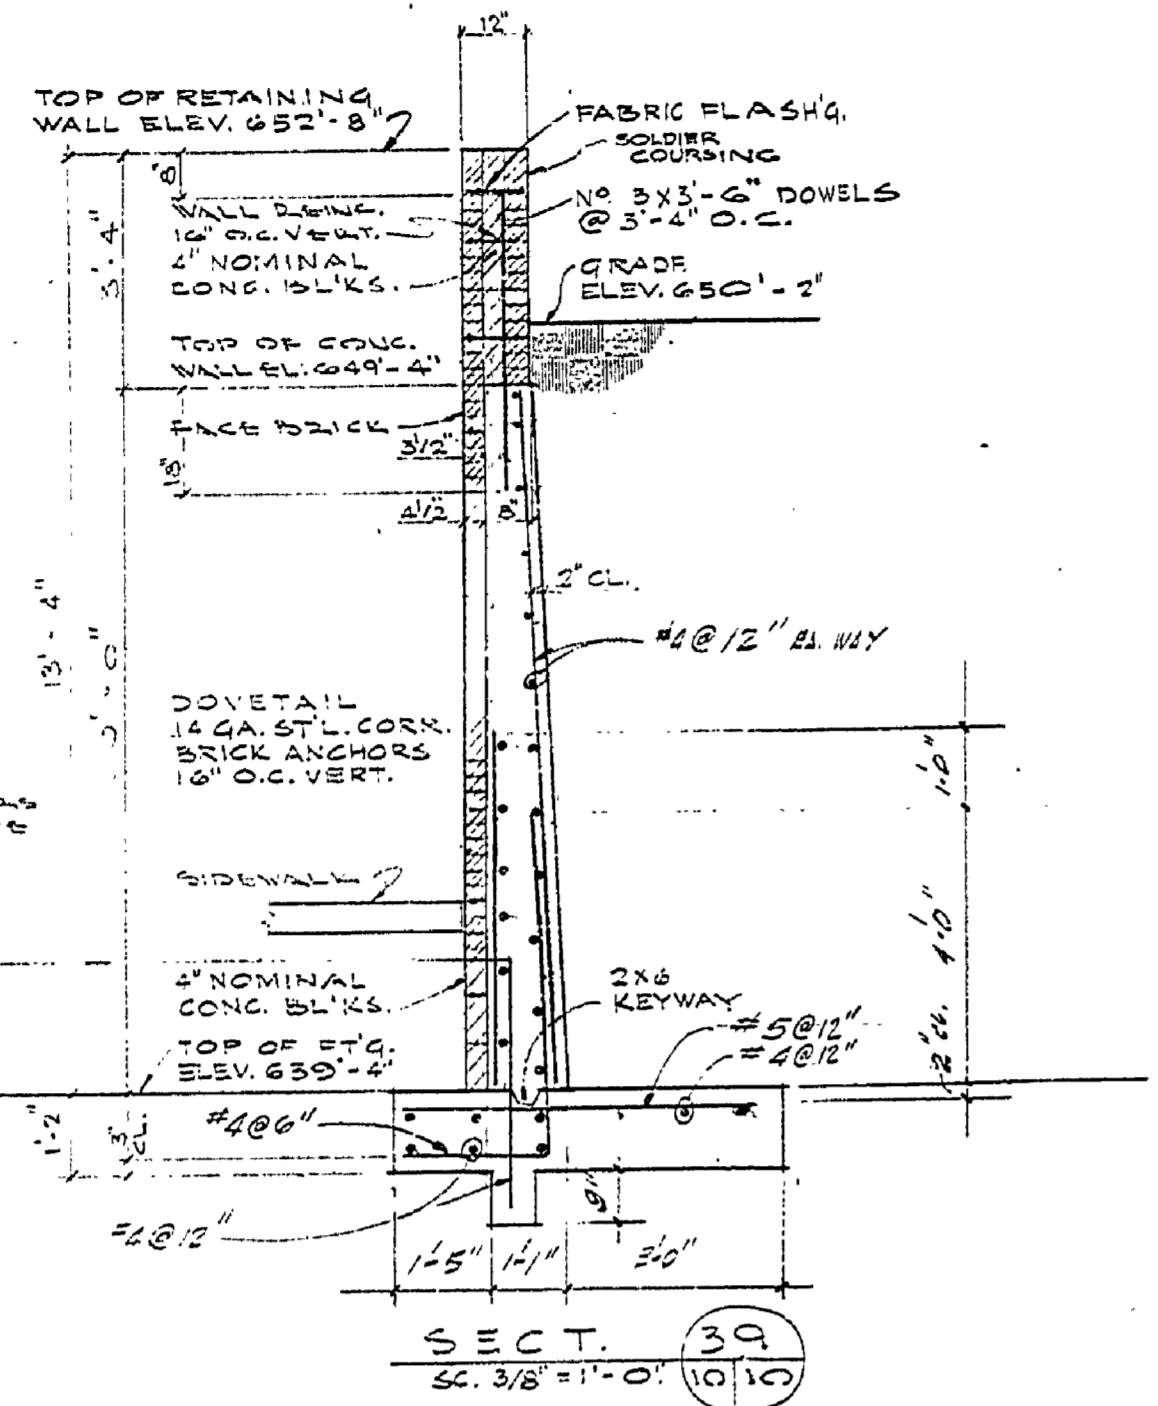 12"
TOP OF RETAINING
WALL ELEV. 652'-8"
FABRIC FLASH'G.
SOLDIER
COURSING
8"
Nº 3 X 3'-6" DOWELS
@ 3'-4" O.C.
WALL REINF.
16" O.C. VERT.
4" NOMINAL
CONC. BL'KS.
3'-4"
GRADE
ELEV. 650'-2"
TOP OF CONC.
WALL EL. 649'-4"
FACE BRICK
3 1/2"
18"
4 1/2"
8"
2" CL.
13'-4"
#4@12" EA. WAY
DOVETAIL
14 GA. ST'L. CORR.
BRICK ANCHORS
16" O.C. VERT.
1'-0"
SIDEWALK
4'-0"
4" NOMINAL
CONC. BL'KS.
2X6
KEYWAY
#5@12"
#4@12"
TOP OF FT'G.
ELEV. 639'-4"
2" CL.
1'-2"
3" CL.
#4@6"
9"
#4@12"
1'-5" 1'-1" 3'-0"
SECT. 39
SC. 3/8" = 1'-0" 10 10